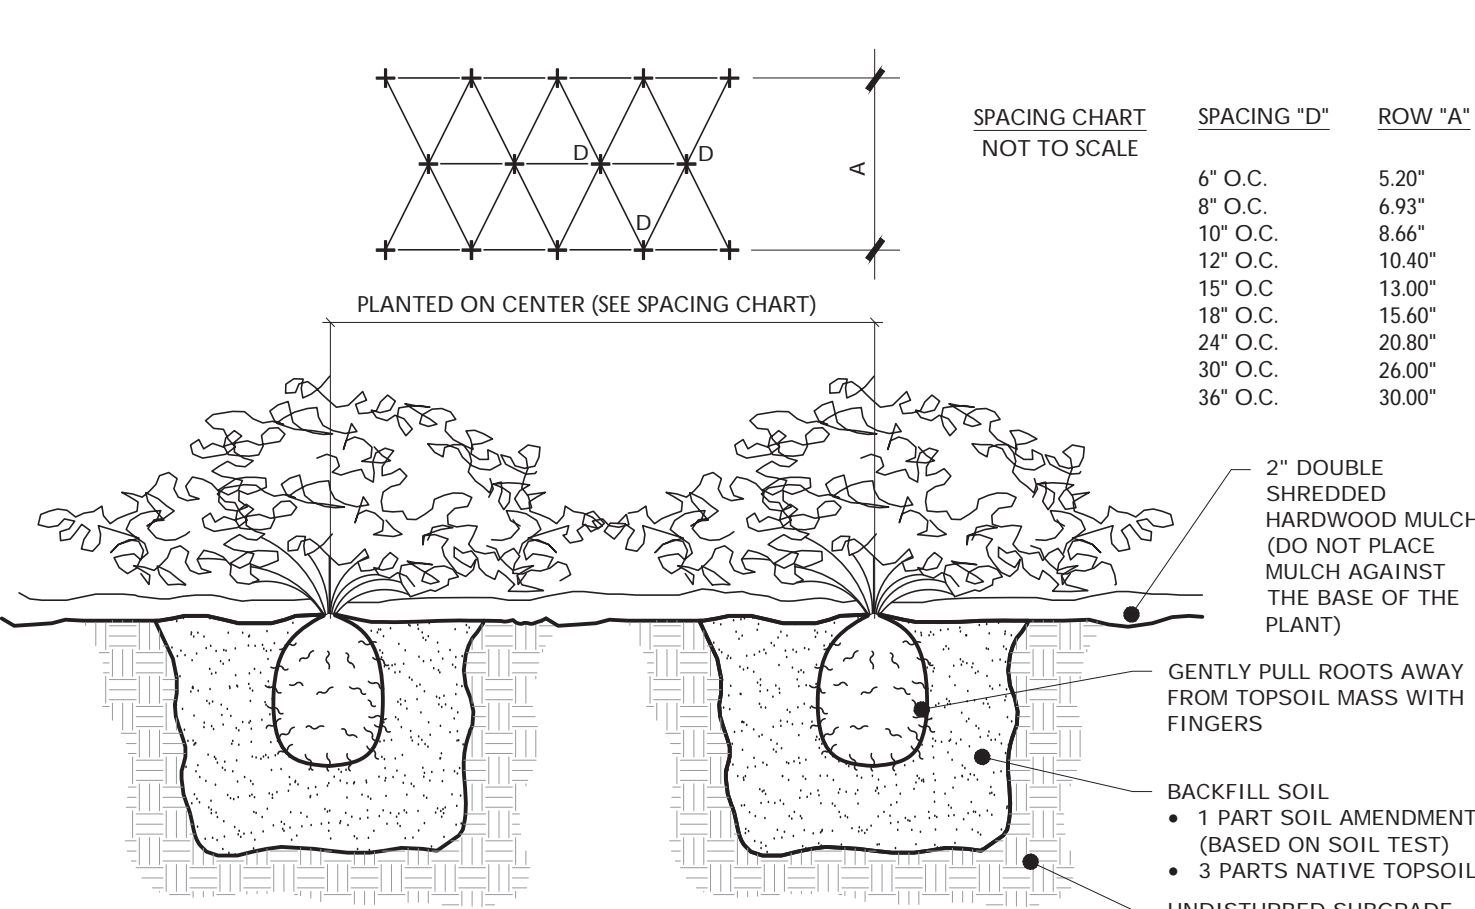 D
D
D
A
SPACING CHART
NOT TO SCALE
SPACING "D" ROW "A"
6" O.C. 5.20"
8" O.C. 6.93"
10" O.C. 8.66"
12" O.C. 10.40"
15" O.C 13.00"
18" O.C. 15.60"
24" O.C. 20.80"
30" O.C. 26.00"
36" O.C. 30.00"
PLANTED ON CENTER (SEE SPACING CHART)
2" DOUBLE
SHREDDED
HARDWOOD MULCH
(DO NOT PLACE
MULCH AGAINST
THE BASE OF THE
PLANT)
GENTLY PULL ROOTS AWAY
FROM TOPSOIL MASS WITH
FINGERS
BACKFILL SOIL
• 1 PART SOIL AMENDMENT
(BASED ON SOIL TEST)
• 3 PARTS NATIVE TOPSOIL
UNDISTURBED SUBGRADE